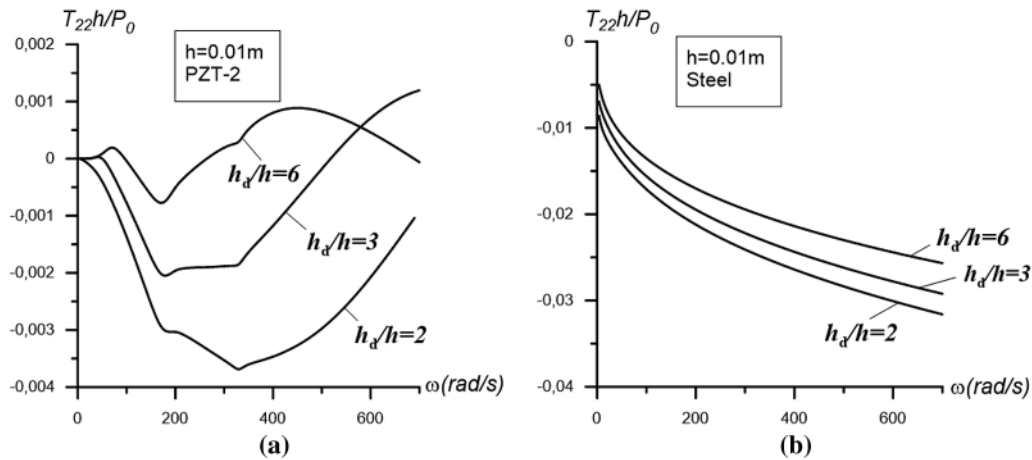 T22h/P0
0,002
0,001
0
-0,001
-0,002
-0,003
-0,004
h=0.01m
PZT-2
hd/h=6
hd/h=3
hd/h=2
ω(rad/s)
0
200
400
600
(a)
T22h/P0
0
-0,01
-0,02
-0,03
-0,04
h=0.01m
Steel
hd/h=6
hd/h=3
hd/h=2
ω(rad/s)
0
200
400
600
(b)